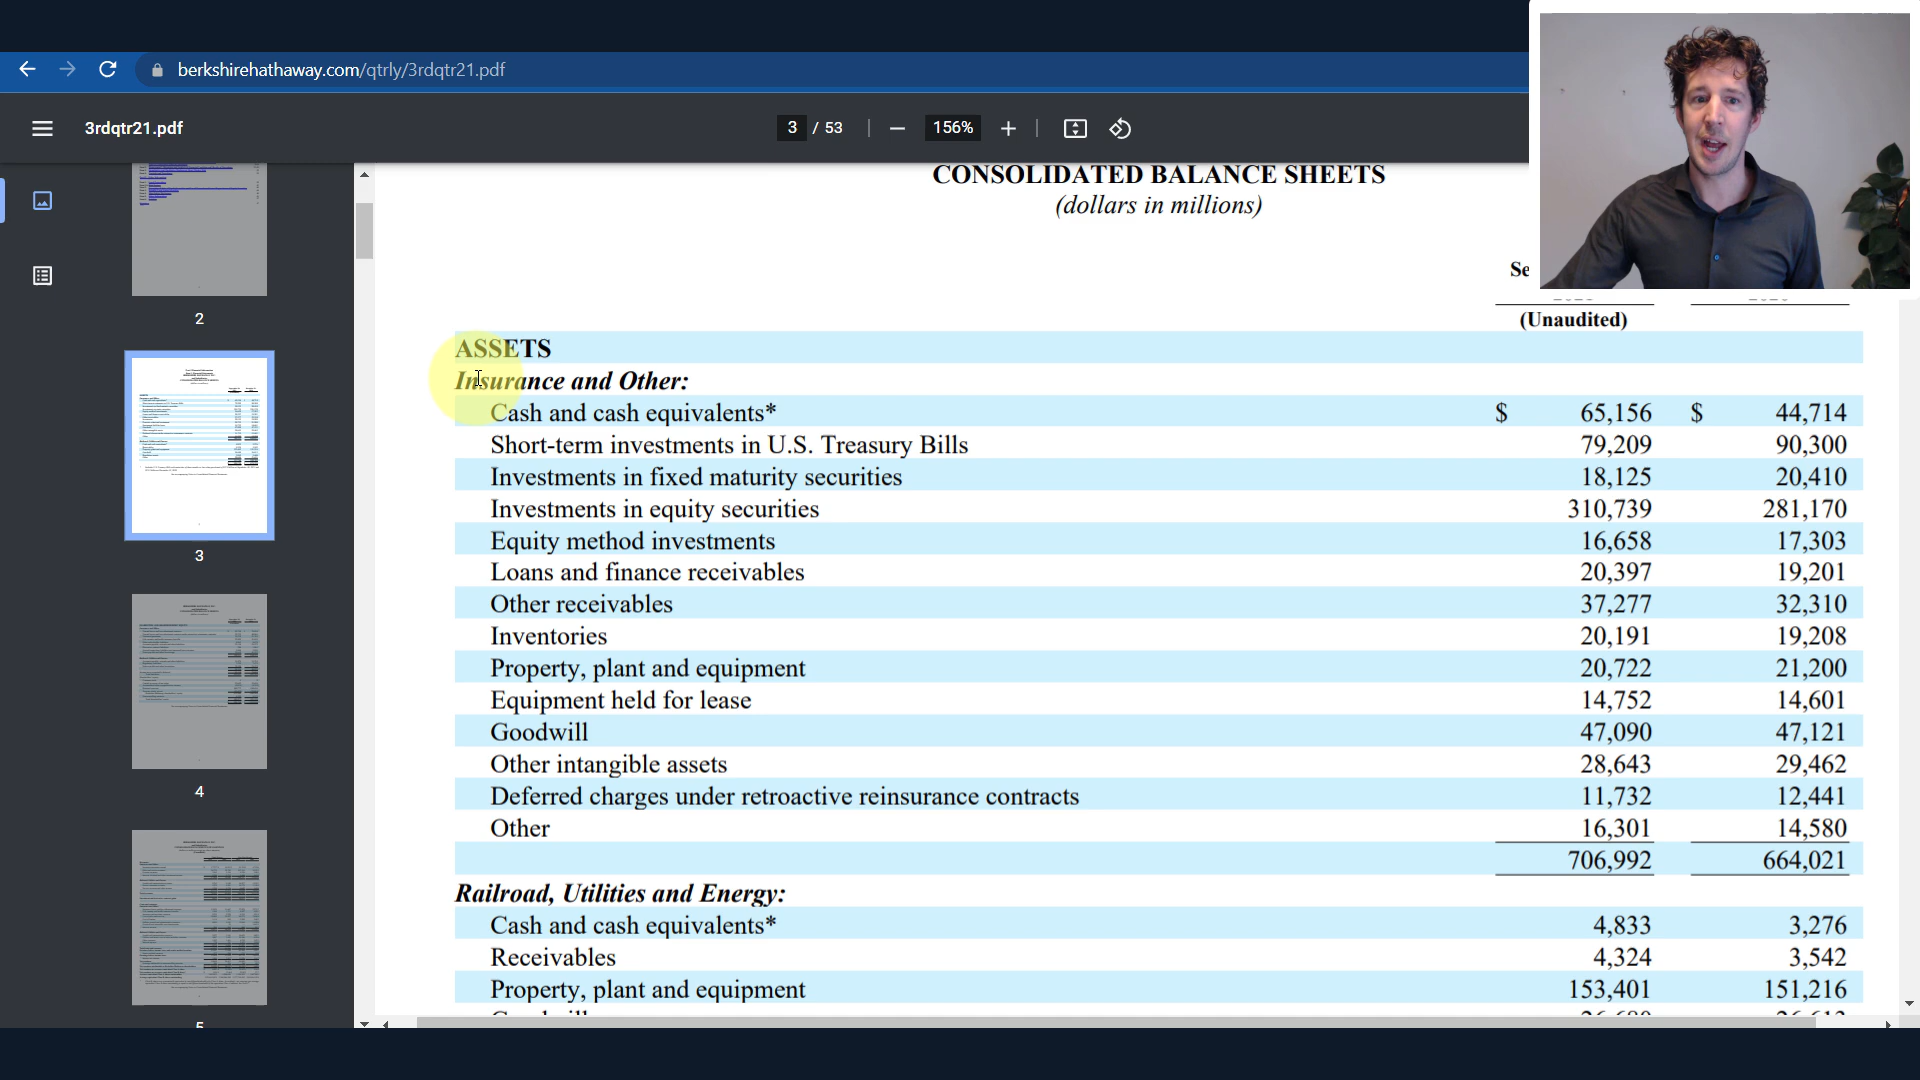 berkshirehathaway.com/qtrly/3rdqtr21.pdf
3rdqtr21.pdf
3 / 53
156%
2
3
4
5
CONSOLIDATED BALANCE SHEETS
(dollars in millions)
Se
(Unaudited)
ASSETS
Insurance and Other:
Cash and cash equivalents* $ 65,156 $ 44,714
Short-term investments in U.S. Treasury Bills 79,209 90,300
Investments in fixed maturity securities 18,125 20,410
Investments in equity securities 310,739 281,170
Equity method investments 16,658 17,303
Loans and finance receivables 20,397 19,201
Other receivables 37,277 32,310
Inventories 20,191 19,208
Property, plant and equipment 20,722 21,200
Equipment held for lease 14,752 14,601
Goodwill 47,090 47,121
Other intangible assets 28,643 29,462
Deferred charges under retroactive reinsurance contracts 11,732 12,441
Other 16,301 14,580
706,992 664,021
Railroad, Utilities and Energy:
Cash and cash equivalents* 4,833 3,276
Receivables 4,324 3,542
Property, plant and equipment 153,401 151,216